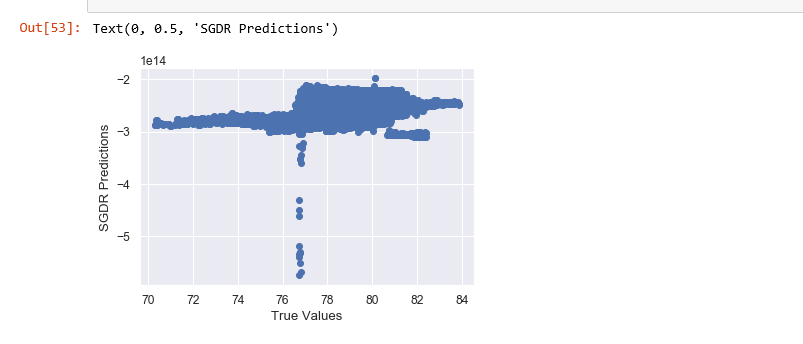 Out[53]: Text(0, 0.5, 'SGDR Predictions')
1e14
−2
−3
−4
−5
SGDR Predictions
70 72 74 76 78 80 82 84
True Values